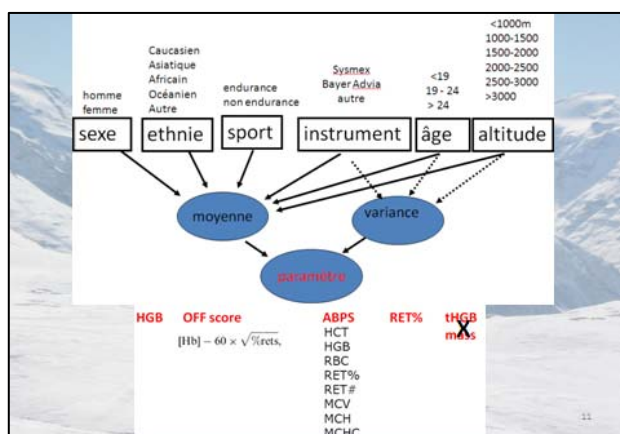 <1000m
1000-1500
1500-2000
2000-2500
2500-3000
>3000
Caucasien
Asiatique
Africain
Océanien
Autre
homme
femme
endurance
non endurance
Sysmex
Bayer Advia
autre
<19
19 - 24
> 24
sexe
ethnie
sport
instrument
âge
altitude
moyenne
variance
paramètre
HGB
OFF score
[Hb] − 60 × √%rets,
ABPS
HCT
HGB
RBC
RET%
RET#
MCV
MCH
MCHC
RET%
tHGB
mass
X
11